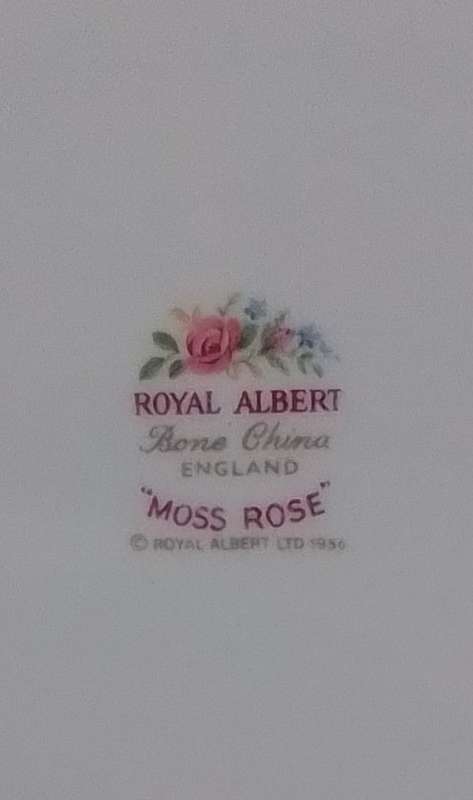 ROYAL ALBERT
Bone China
ENGLAND
"MOSS ROSE"
© ROYAL ALBERT LTD 1956